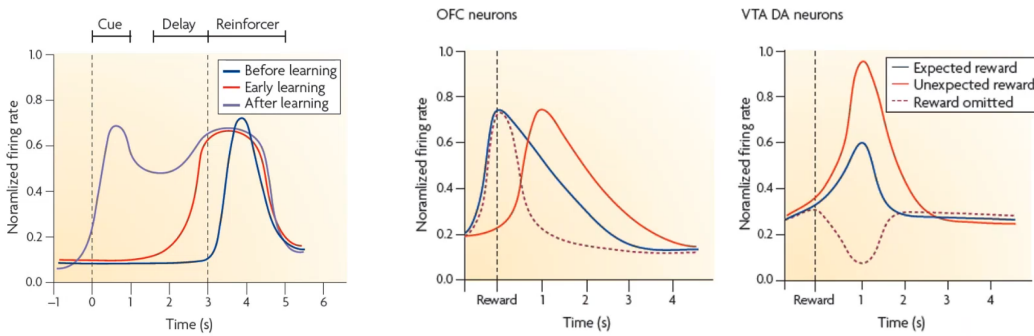 Cue Delay Reinforcer
1.0
0.8
0.6
0.4
0.2
0.0
Noramlized firing rate
Before learning
Early learning
After learning
–1 0 1 2 3 4 5 6
Time (s)
OFC neurons
1.0
0.8
0.6
0.4
0.2
0.0
Noramlized firing rate
Reward 1 2 3 4
Time (s)
VTA DA neurons
1.0
0.8
0.6
0.4
0.2
0.0
Noramlized firing rate
Expected reward
Unexpected reward
Reward omitted
Reward 1 2 3 4
Time (s)